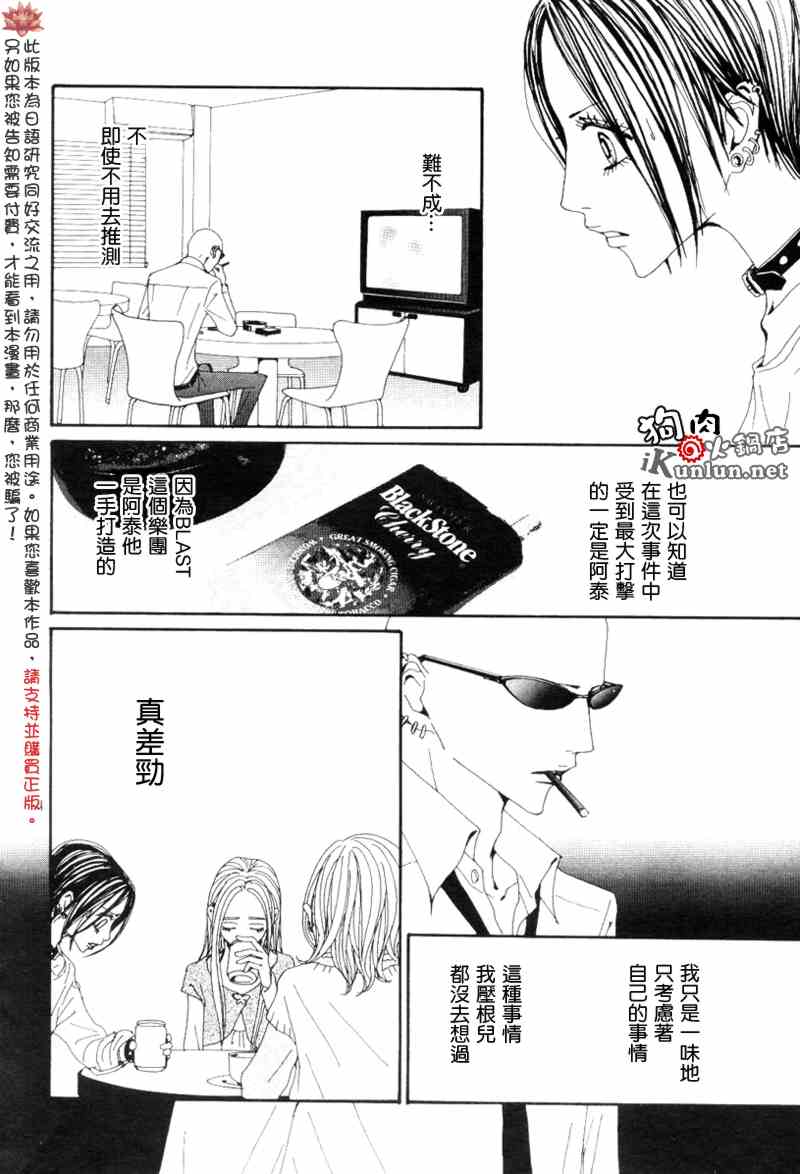 難不成…
不
即使不用去推測
狗肉
火鍋店
iKunlun.net
也可以知道
在這次事件中
受到最大打擊
的一定是阿泰
BlackStone
Cherry
GREAT SMOKING CIGAR
TOBACCO
因為BLAST
這個樂團
是阿泰他
一手打造的
真差勁
我只是一味地
只考慮著
自己的事情
這種事情
我壓根兒
都沒去想過
此版本為日語研究同好交流之用，請勿用於任何商業用途。如果您喜歡本作品，請支持並購買正版。
另如果您被告知需要付費，才能看到本漫畫，那麼，您被騙了！